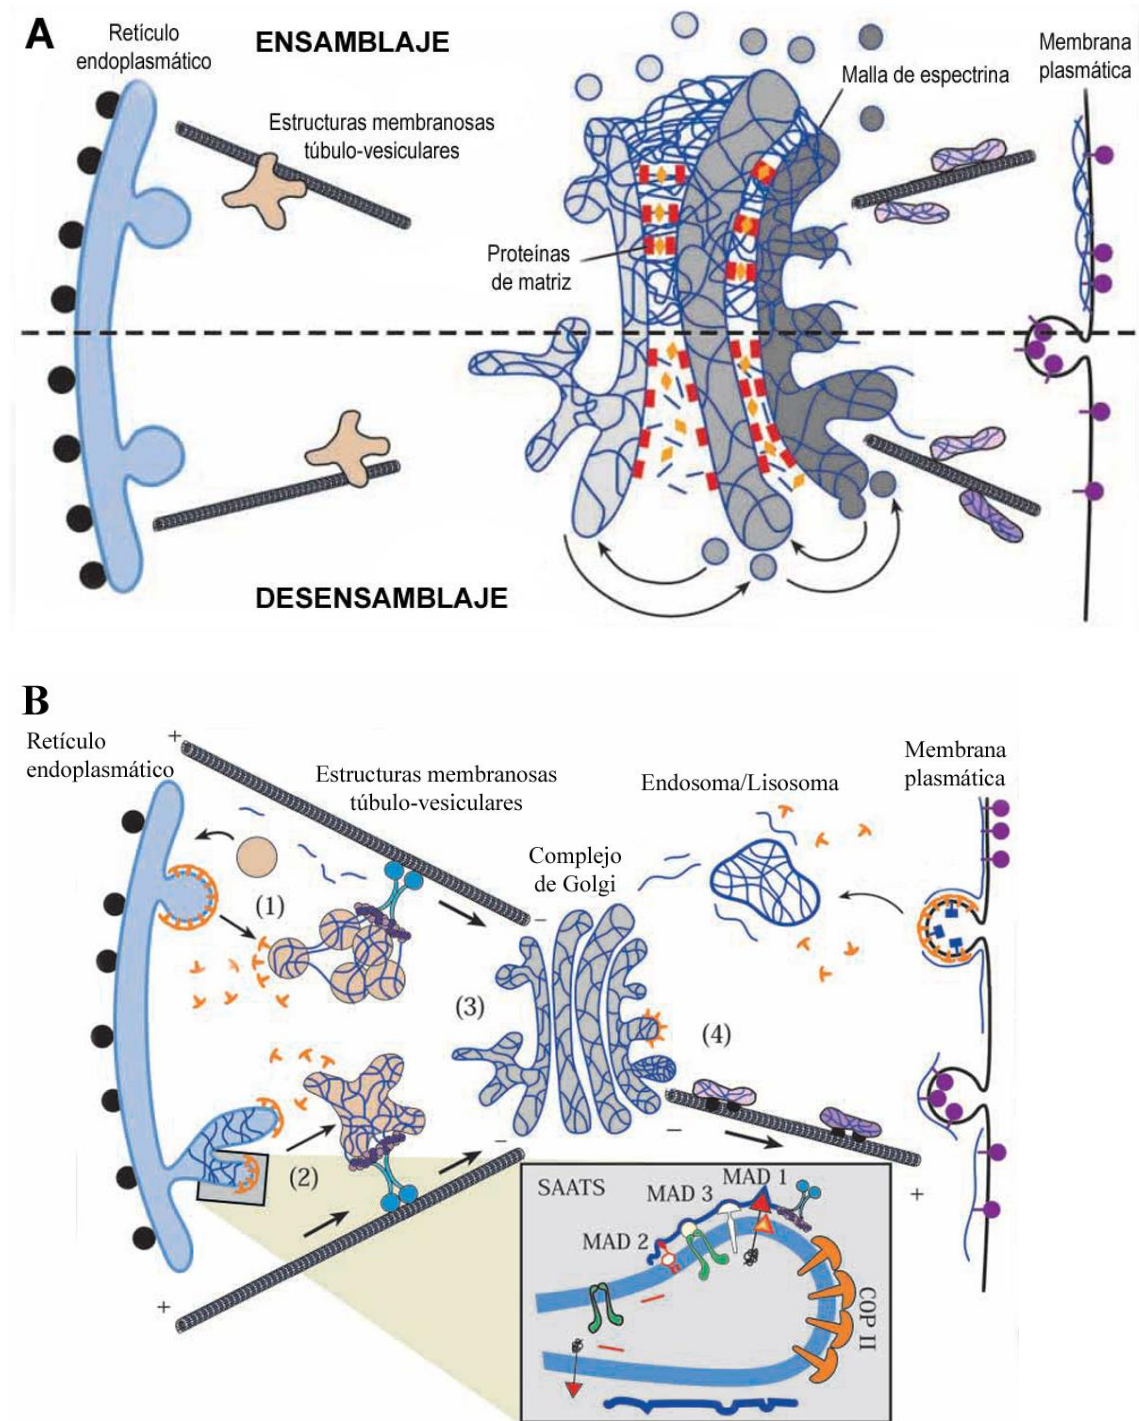 A
Retículo
endoplasmático
ENSAMBLAJE
Estructuras membranosas
túbulo-vesiculares
Malla de espectrina
Membrana
plasmática
Proteínas
de matriz
DESENSAMBLAJE
B
Retículo
endoplasmático
+
Estructuras membranosas
túbulo-vesiculares
Endosoma/Lisosoma
Membrana
plasmática
Complejo
de Golgi
(1)
−
(3)
(4)
(2)
−
−
+
+
SAATS
MAD 1
MAD 3
MAD 2
COP II